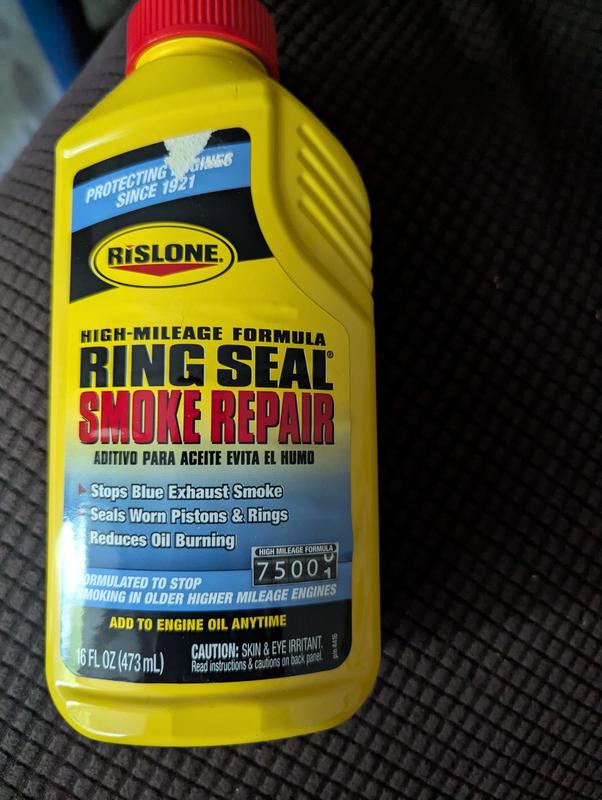 PROTECTING ENGINES
SINCE 1921
RISLONE®
HIGH-MILEAGE FORMULA
RING SEAL®
SMOKE REPAIR
ADITIVO PARA ACEITE EVITA EL HUMO
Stops Blue Exhaust Smoke
Seals Worn Pistons & Rings
Reduces Oil Burning
HIGH MILEAGE FORMULA
7500
ORMULATED TO STOP
SMOKING IN OLDER HIGHER MILEAGE ENGINES
ADD TO ENGINE OIL ANYTIME
16 FL OZ (473 mL)
CAUTION: SKIN & EYE IRRITANT.
Read instructions & cautions on back panel.